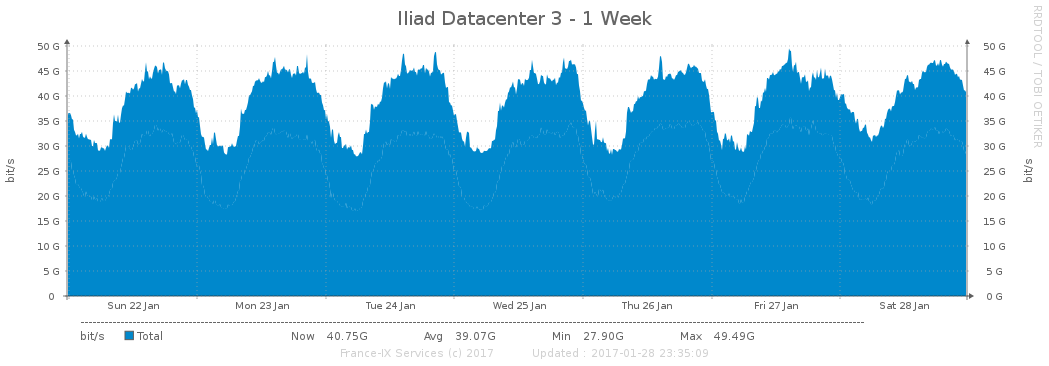 Iliad Datacenter 3 - 1 Week
RRDTOOL / TOBI OETIKER
50 G 50 G
45 G 45 G
40 G 40 G
35 G 35 G
30 G 30 G
25 G 25 G
20 G 20 G
15 G 15 G
10 G 10 G
5 G 5 G
0 0 G
bit/s bit/s
Sun 22 Jan Mon 23 Jan Tue 24 Jan Wed 25 Jan Thu 26 Jan Fri 27 Jan Sat 28 Jan
bit/s Total Now 40.75G Avg 39.07G Min 27.90G Max 49.49G
France-IX Services (c) 2017 Updated : 2017-01-28 23:35:09